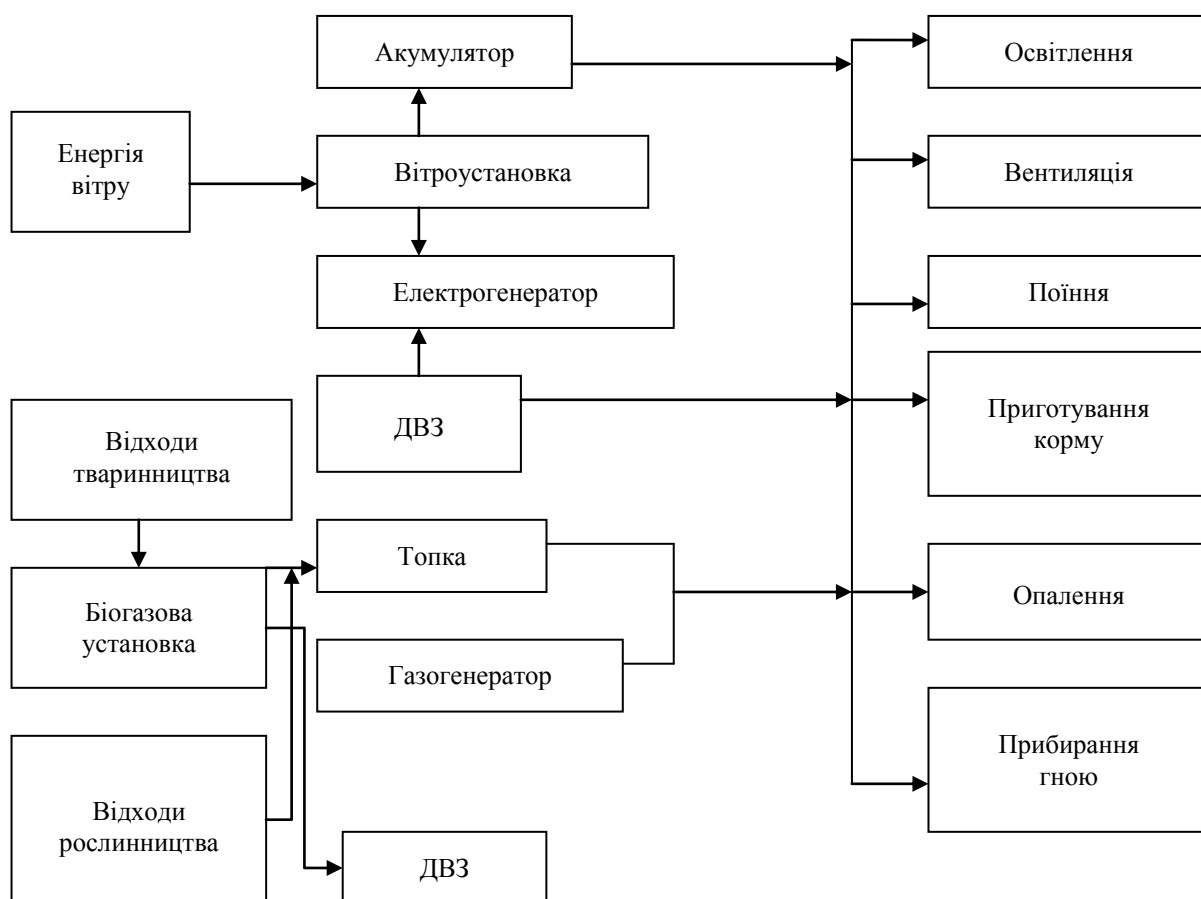 Акумулятор
Освітлення
Енергія
вітру
Вітроустановка
Вентиляція
Електрогенератор
Поїння
ДВЗ
Приготування
корму
Відходи
тваринництва
Топка
Опалення
Біогазова
установка
Газогенератор
Прибирання
гною
Відходи
рослинництва
ДВЗ